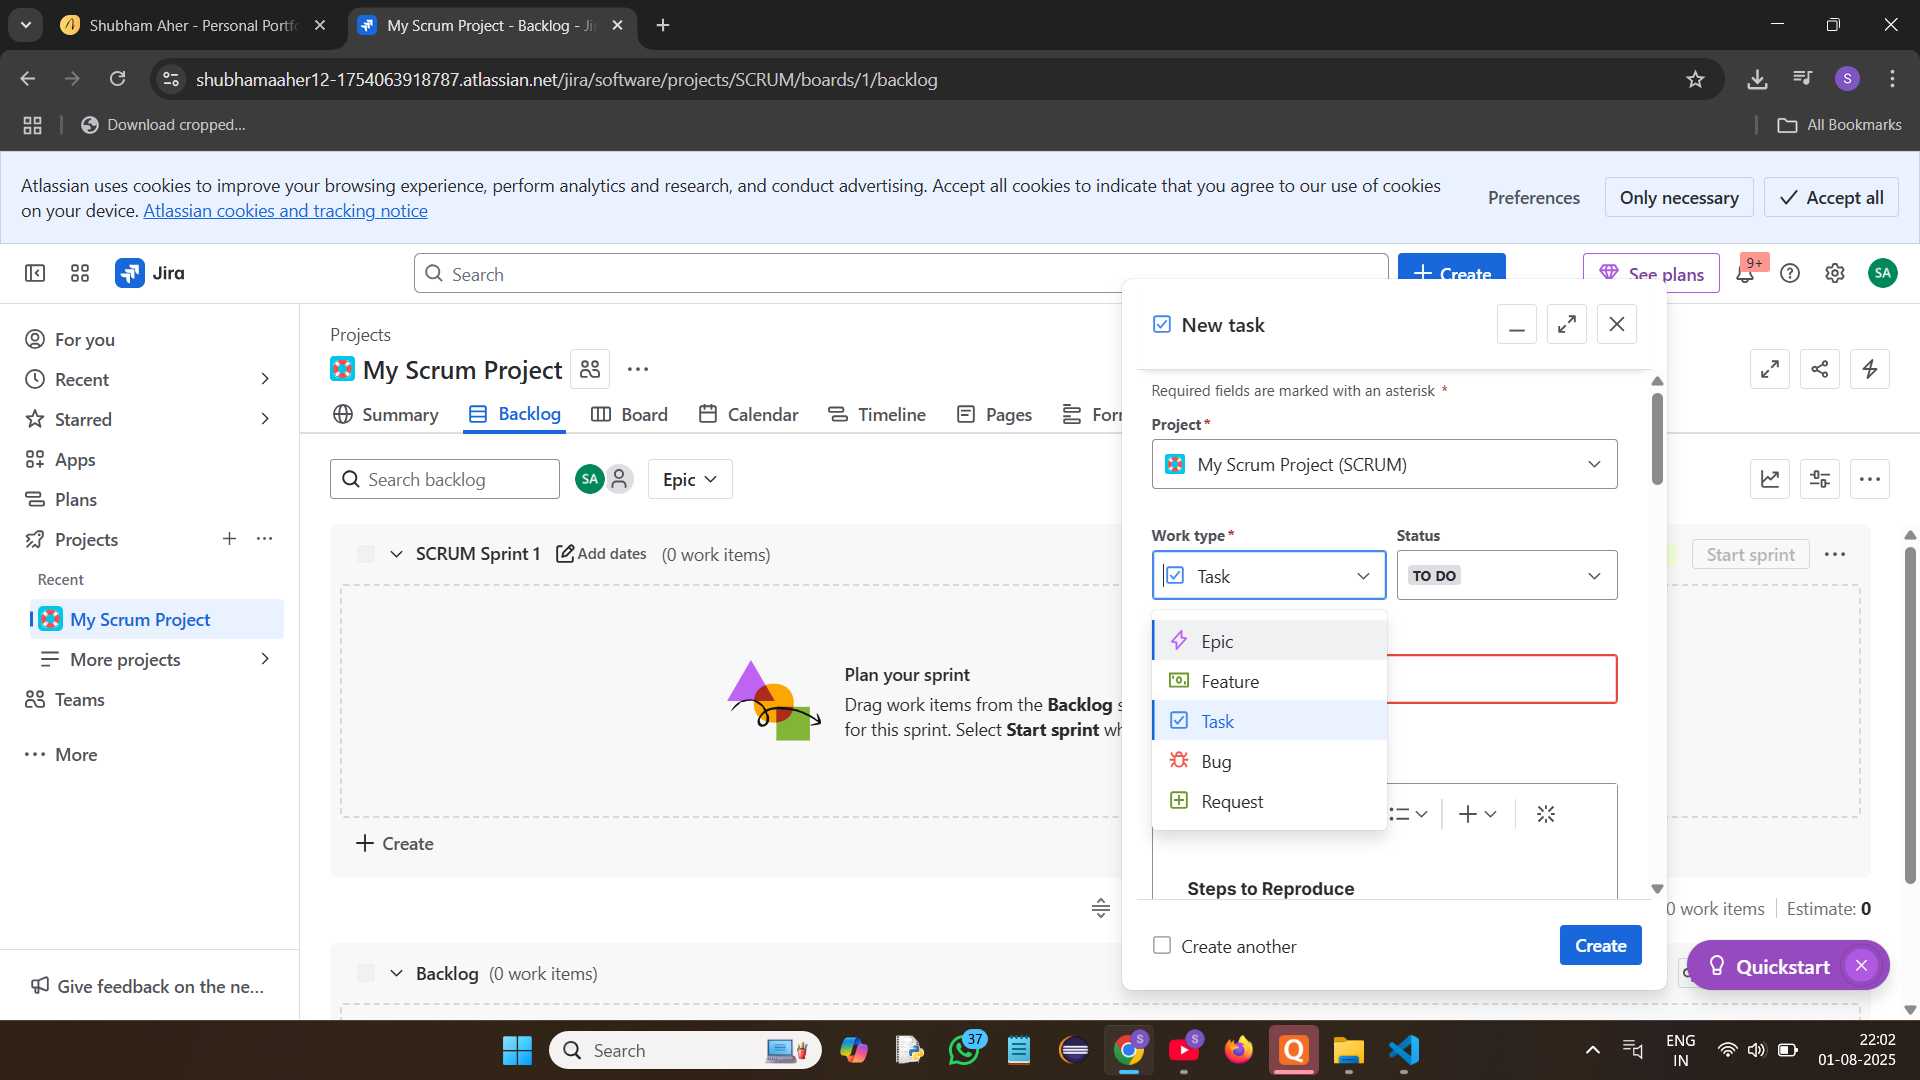 Shubham Aher - Personal Portfo
My Scrum Project - Backlog - Ji
shubhamaaher12-1754063918787.atlassian.net/jira/software/projects/SCRUM/boards/1/backlog
S
Download cropped...
All Bookmarks
Atlassian uses cookies to improve your browsing experience, perform analytics and research, and conduct advertising. Accept all cookies to indicate that you agree to our use of cookies
on your device. Atlassian cookies and tracking notice
Preferences
Only necessary
Accept all
Jira
Search
Create
See plans
9+
SA
For you
Recent
Starred
Apps
Plans
Projects
Recent
My Scrum Project
More projects
Teams
More
Give feedback on the ne...
Projects
My Scrum Project
Summary
Backlog
Board
Calendar
Timeline
Pages
For
Search backlog
SA
Epic
SCRUM Sprint 1
Add dates
(0 work items)
Start sprint
Plan your sprint
Drag work items from the Backlog s
for this sprint. Select Start sprint wh
Create
0 work items
Estimate: 0
Backlog (0 work items)
New task
Required fields are marked with an asterisk *
Project*
My Scrum Project (SCRUM)
Work type*
Status
Task
TO DO
Epic
Feature
Task
Bug
Request
Steps to Reproduce
Create another
Create
Quickstart
Search
37
S
S
ENG
IN
22:02
01-08-2025